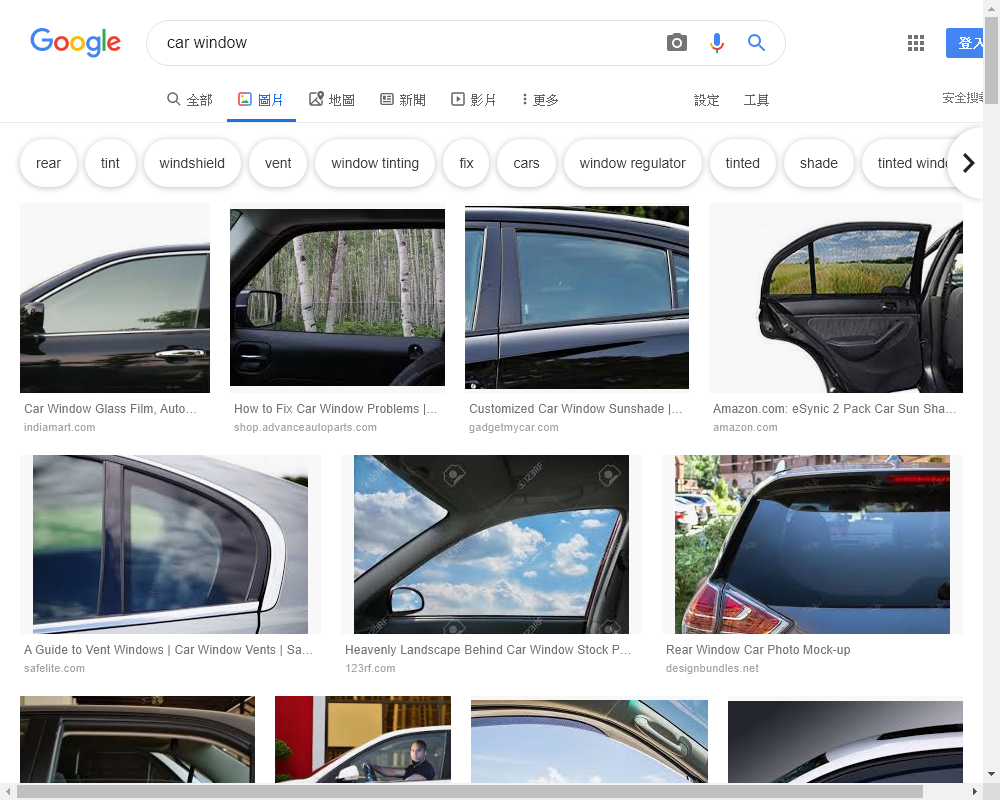 Google
car window
登入
全部
圖片
地圖
新聞
影片
更多
設定
工具
安全搜尋
rear
tint
windshield
vent
window tinting
fix
cars
window regulator
tinted
shade
tinted windo
Car Window Glass Film, Auto...
indiamart.com
How to Fix Car Window Problems |...
shop.advanceautoparts.com
Customized Car Window Sunshade |...
gadgetmycar.com
Amazon.com: eSynic 2 Pack Car Sun Sha...
amazon.com
A Guide to Vent Windows | Car Window Vents | Sa...
safelite.com
Heavenly Landscape Behind Car Window Stock P...
123rf.com
Rear Window Car Photo Mock-up
designbundles.net